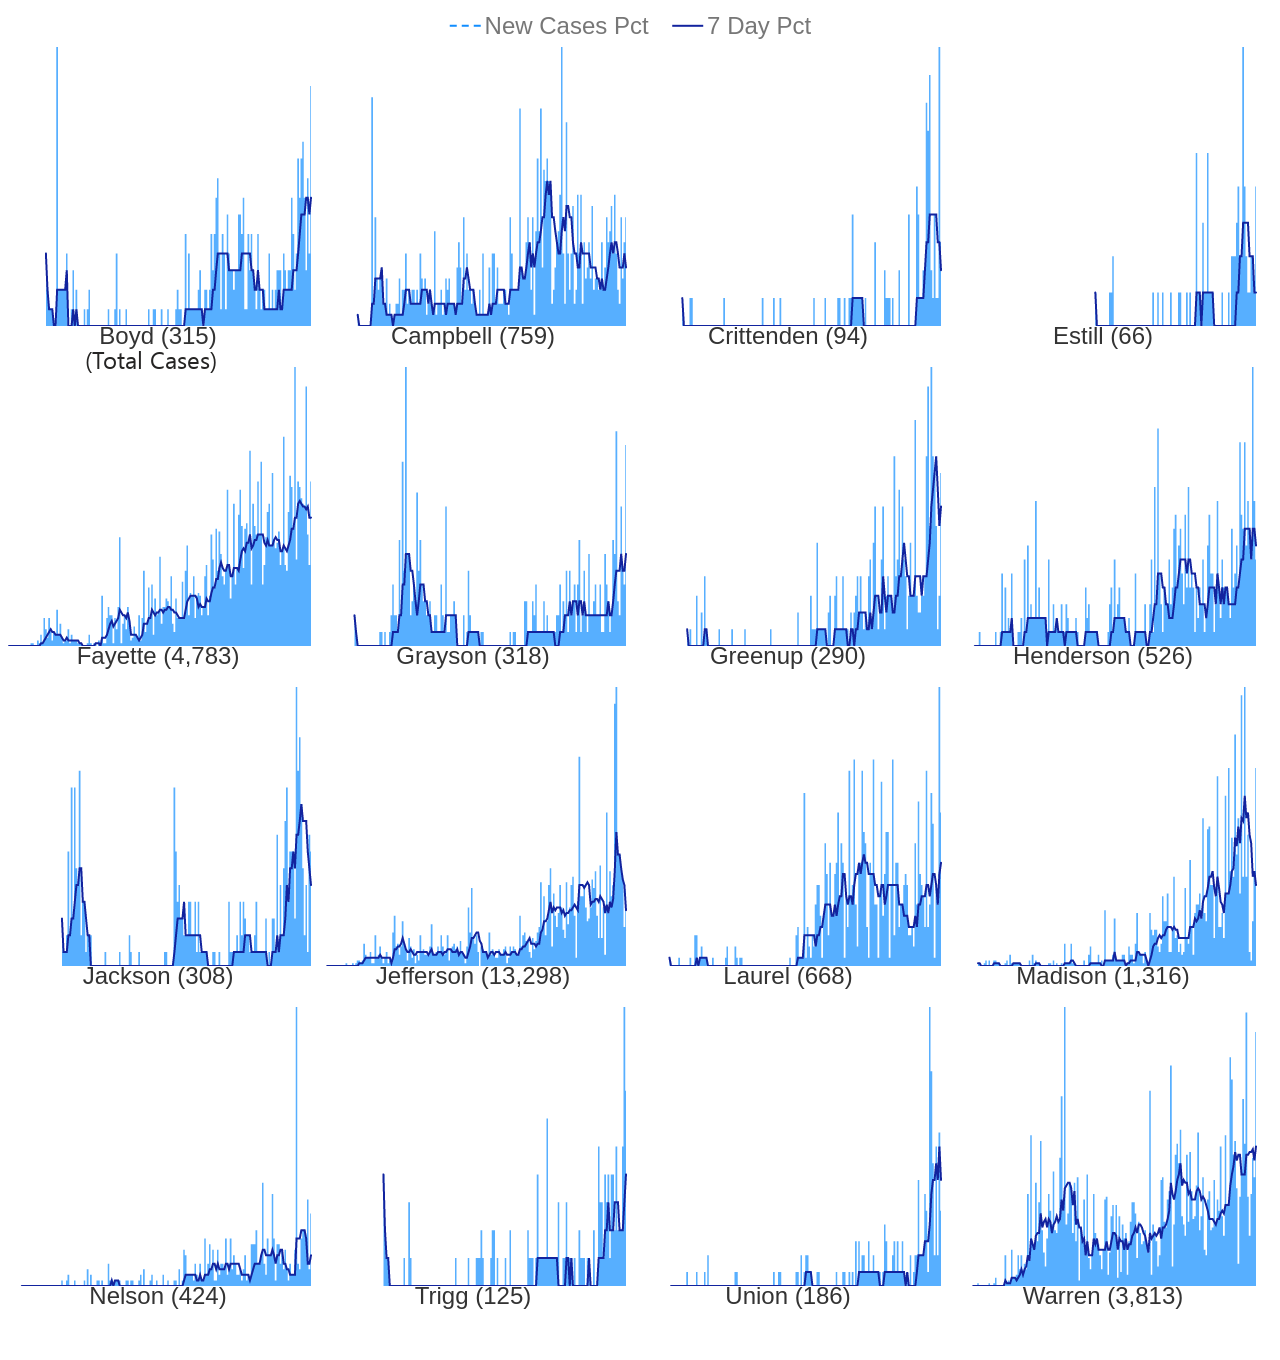 New Cases Pct 7 Day Pct
Boyd (315) Campbell (759) Crittenden (94) Estill (66)
(Total Cases)
Fayette (4,783) Grayson (318) Greenup (290) Henderson (526)
Jackson (308) Jefferson (13,298) Laurel (668) Madison (1,316)
Nelson (424) Trigg (125) Union (186) Warren (3,813)